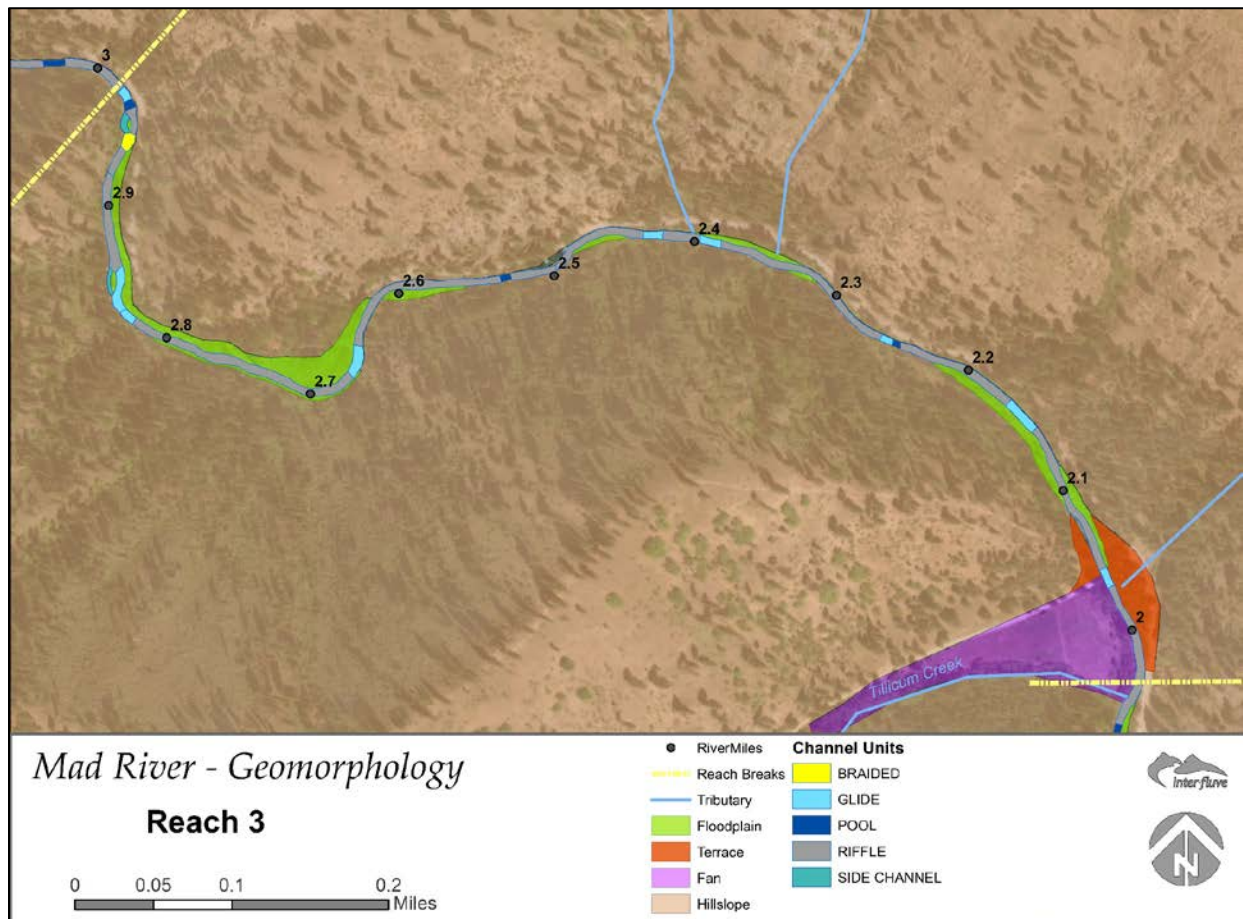 3
2.9
2.8
2.7
2.6
2.5
2.4
2.3
2.2
2.1
2
Tillicum Creek
Mad River - Geomorphology
Reach 3
0 0.05 0.1 0.2
Miles
RiverMiles
Reach Breaks
Tributary
Floodplain
Terrace
Fan
Hillslope
Channel Units
BRAIDED
GLIDE
POOL
RIFFLE
SIDE CHANNEL
interfluve
N